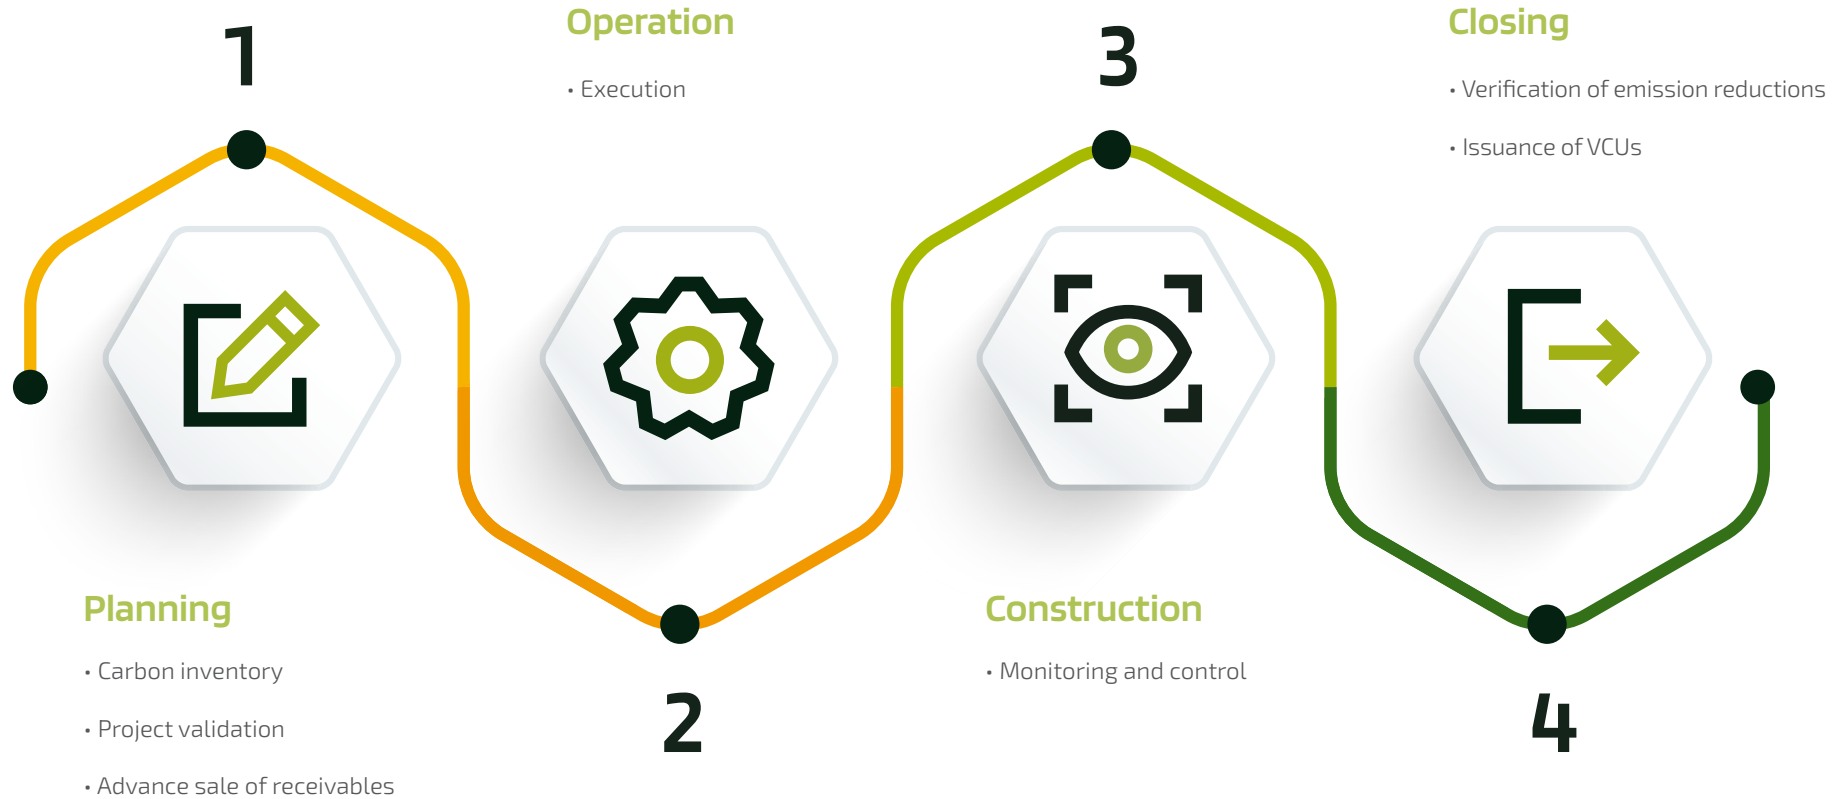 1
Planning
• Carbon inventory
• Project validation
• Advance sale of receivables
Operation
• Execution
2
3
Construction
• Monitoring and control
Closing
• Verification of emission reductions
• Issuance of VCUs
4